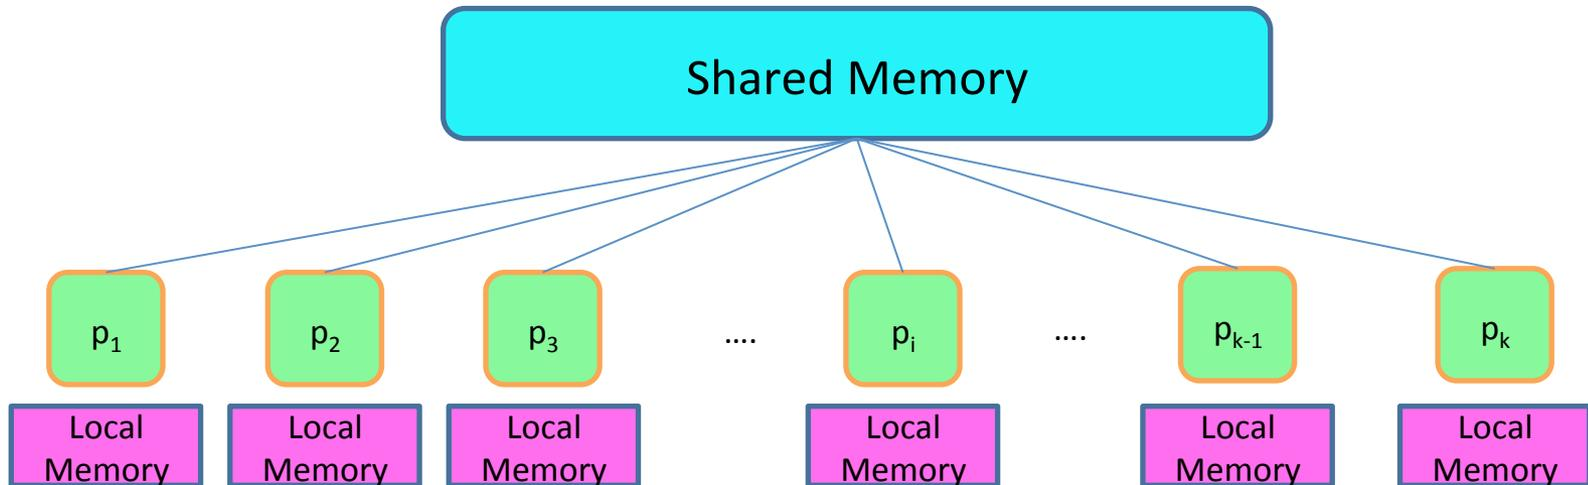 Shared Memory
p₁ p₂ p₃ .... pᵢ .... pₖ₋₁ pₖ
Local Local Local Local Local Local
Memory Memory Memory Memory Memory Memory